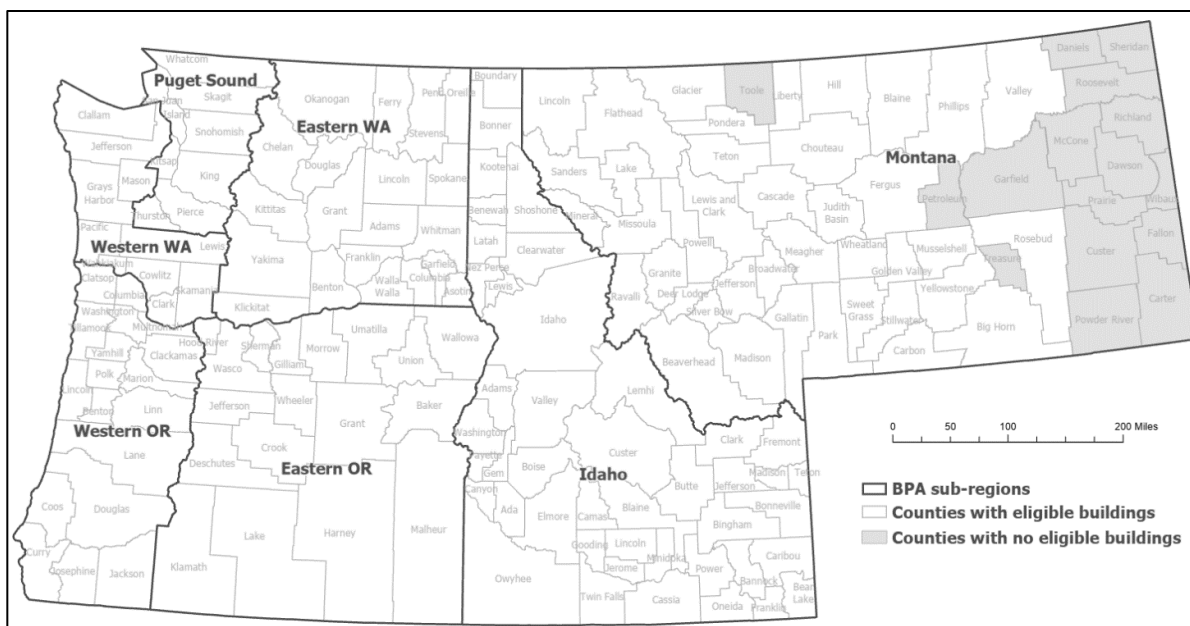 Whatcom
Puget Sound
San Juan
Island
Skagit
Clallam
Snohomish
Jefferson
Kitsap
King
Grays
Harbor
Mason
Thurston
Pierce
Pacific
Western WA
Lewis
Wahkiakum
Cowlitz
Skamania
Clark
Okanogan
Ferry
Pend Oreille
Stevens
Eastern WA
Chelan
Douglas
Lincoln
Spokane
Kittitas
Grant
Adams
Whitman
Yakima
Franklin
Garfield
Columbia
Walla
Walla
Benton
Asotin
Klickitat
Clatsop
Columbia
Washington
Tillamook
Multnomah
Hood River
Yamhill
Clackamas
Polk
Marion
Lincoln
Benton
Linn
Western OR
Lane
Coos
Douglas
Curry
Josephine
Jackson
Sherman
Wasco
Gilliam
Morrow
Umatilla
Union
Wallowa
Jefferson
Wheeler
Grant
Baker
Crook
Deschutes
Eastern OR
Lake
Harney
Malheur
Klamath
Boundary
Bonner
Kootenai
Benewah
Shoshone
Latah
Clearwater
Nez Perce
Lewis
Idaho
Adams
Valley
Lemhi
Washington
Payette
Gem
Boise
Custer
Canyon
Ada
Elmore
Camas
Blaine
Idaho
Butte
Clark
Fremont
Jefferson
Madison
Teton
Bonneville
Bingham
Gooding
Lincoln
Jerome
Minidoka
Power
Caribou
Bannock
Bear
Lake
Owyhee
Twin Falls
Cassia
Oneida
Franklin
Lincoln
Flathead
Glacier
Toole
Liberty
Hill
Blaine
Phillips
Valley
Daniels
Sheridan
Roosevelt
Pondera
Teton
Chouteau
Montana
Richland
McCone
Dawson
Garfield
Sanders
Lake
Mineral
Missoula
Lewis and
Clark
Cascade
Judith
Basin
Fergus
Petroleum
Prairie
Wibaux
Powell
Meagher
Wheatland
Musselshell
Rosebud
Treasure
Custer
Fallon
Granite
Broadwater
Golden Valley
Yellowstone
Ravalli
Deer Lodge
Jefferson
Silver Bow
Gallatin
Park
Sweet
Grass
Stillwater
Carbon
Big Horn
Powder River
Carter
Beaverhead
Madison
0 50 100 200 Miles
BPA sub-regions
Counties with eligible buildings
Counties with no eligible buildings